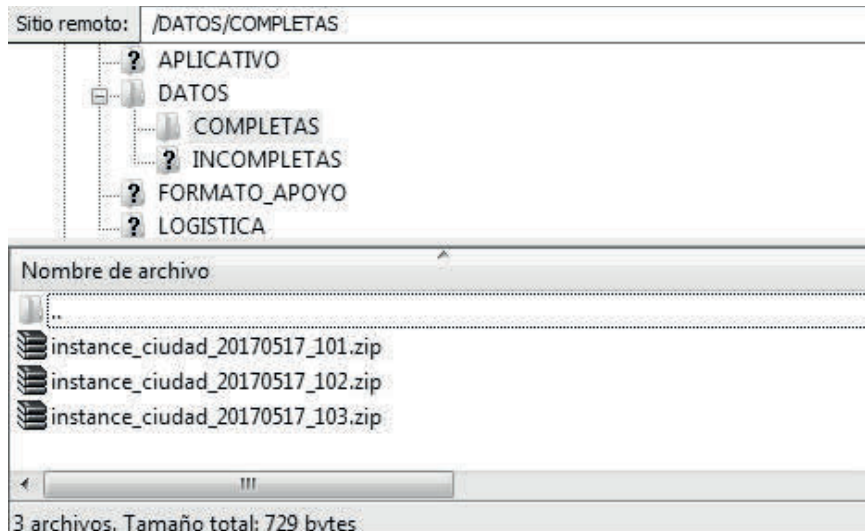 Sitio remoto: /DATOS/COMPLETAS
? APLICATIVO
DATOS
COMPLETAS
? INCOMPLETAS
? FORMATO_APOYO
? LOGISTICA
Nombre de archivo
..
instance_ciudad_20170517_101.zip
instance_ciudad_20170517_102.zip
instance_ciudad_20170517_103.zip
3 archivos. Tamaño total: 729 bytes